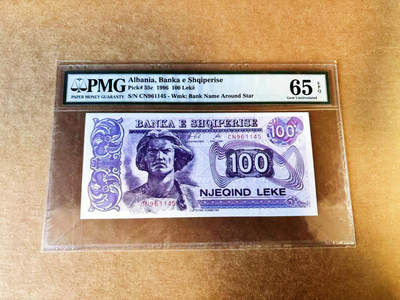 PMG
PAPER MONEY GUARANTY
Albania, Banka e Shqiperise
Pick# 55c 1996 100 Lekë
S/N CN961145 - Wmk: Bank Name Around Star
65 EPQ
Gem Uncirculated
BANKA E SHQIPERISE
100
CN961145
100
NJEQIND LEKE
CN961145